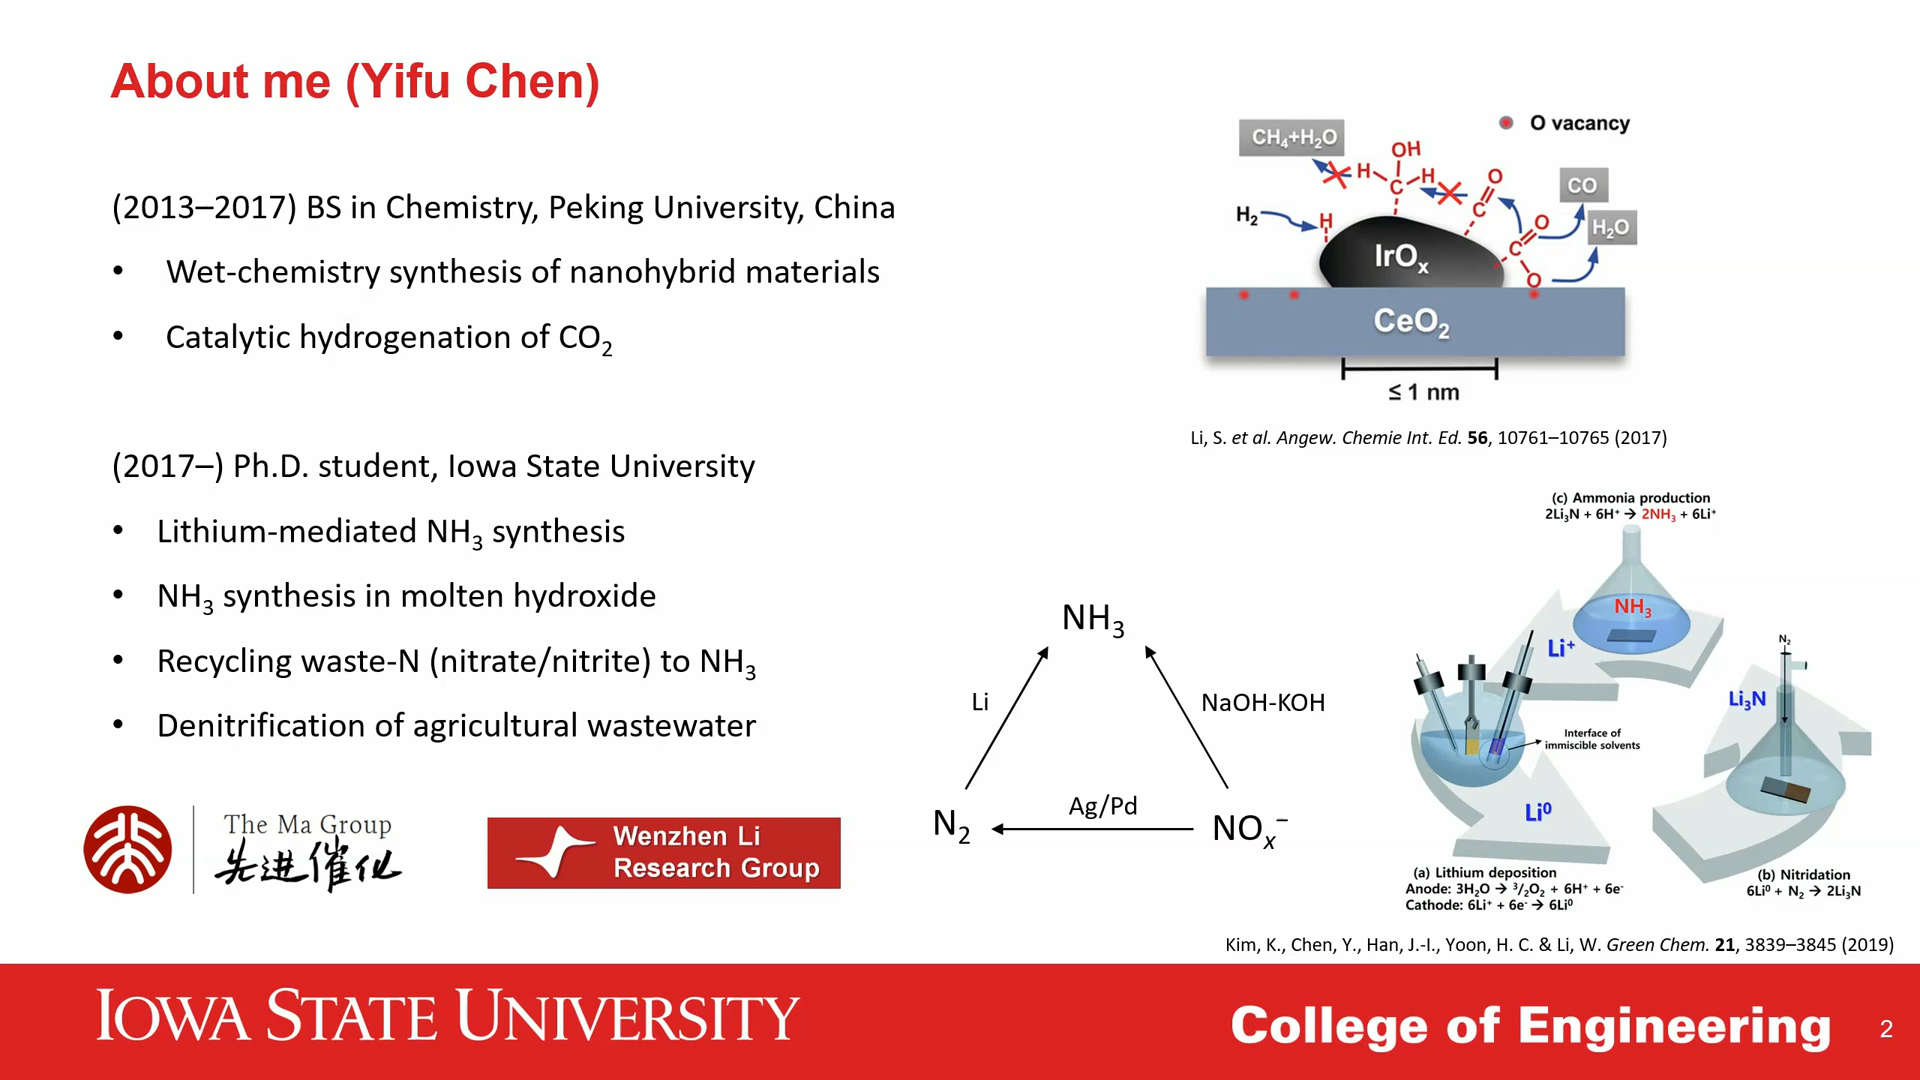 About me (Yifu Chen)
(2013–2017) BS in Chemistry, Peking University, China
• Wet-chemistry synthesis of nanohybrid materials
• Catalytic hydrogenation of CO₂
(2017–) Ph.D. student, Iowa State University
• Lithium-mediated NH₃ synthesis
• NH₃ synthesis in molten hydroxide
• Recycling waste-N (nitrate/nitrite) to NH₃
• Denitrification of agricultural wastewater
The Ma Group
先进催化
Wenzhen Li
Research Group
O vacancy
CH₄+H₂O
OH
H
C
H
O
C
CO
H₂
H
O
C
H₂O
O
IrOₓ
CeO₂
≤ 1 nm
Li, S. et al. Angew. Chemie Int. Ed. 56, 10761–10765 (2017)
NH₃
Li
NaOH-KOH
Ag/Pd
N₂
NOₓ⁻
(c) Ammonia production
2Li₃N + 6H⁺ → 2NH₃ + 6Li⁺
NH₃
Li⁺
N₂
Li₃N
Interface of
immiscible solvents
Li⁰
(a) Lithium deposition
Anode: 3H₂O → ³/₂O₂ + 6H⁺ + 6e⁻
Cathode: 6Li⁺ + 6e⁻ → 6Li⁰
(b) Nitridation
6Li⁰ + N₂ → 2Li₃N
Kim, K., Chen, Y., Han, J.-I., Yoon, H. C. & Li, W. Green Chem. 21, 3839–3845 (2019)
IOWA STATE UNIVERSITY
College of Engineering
2